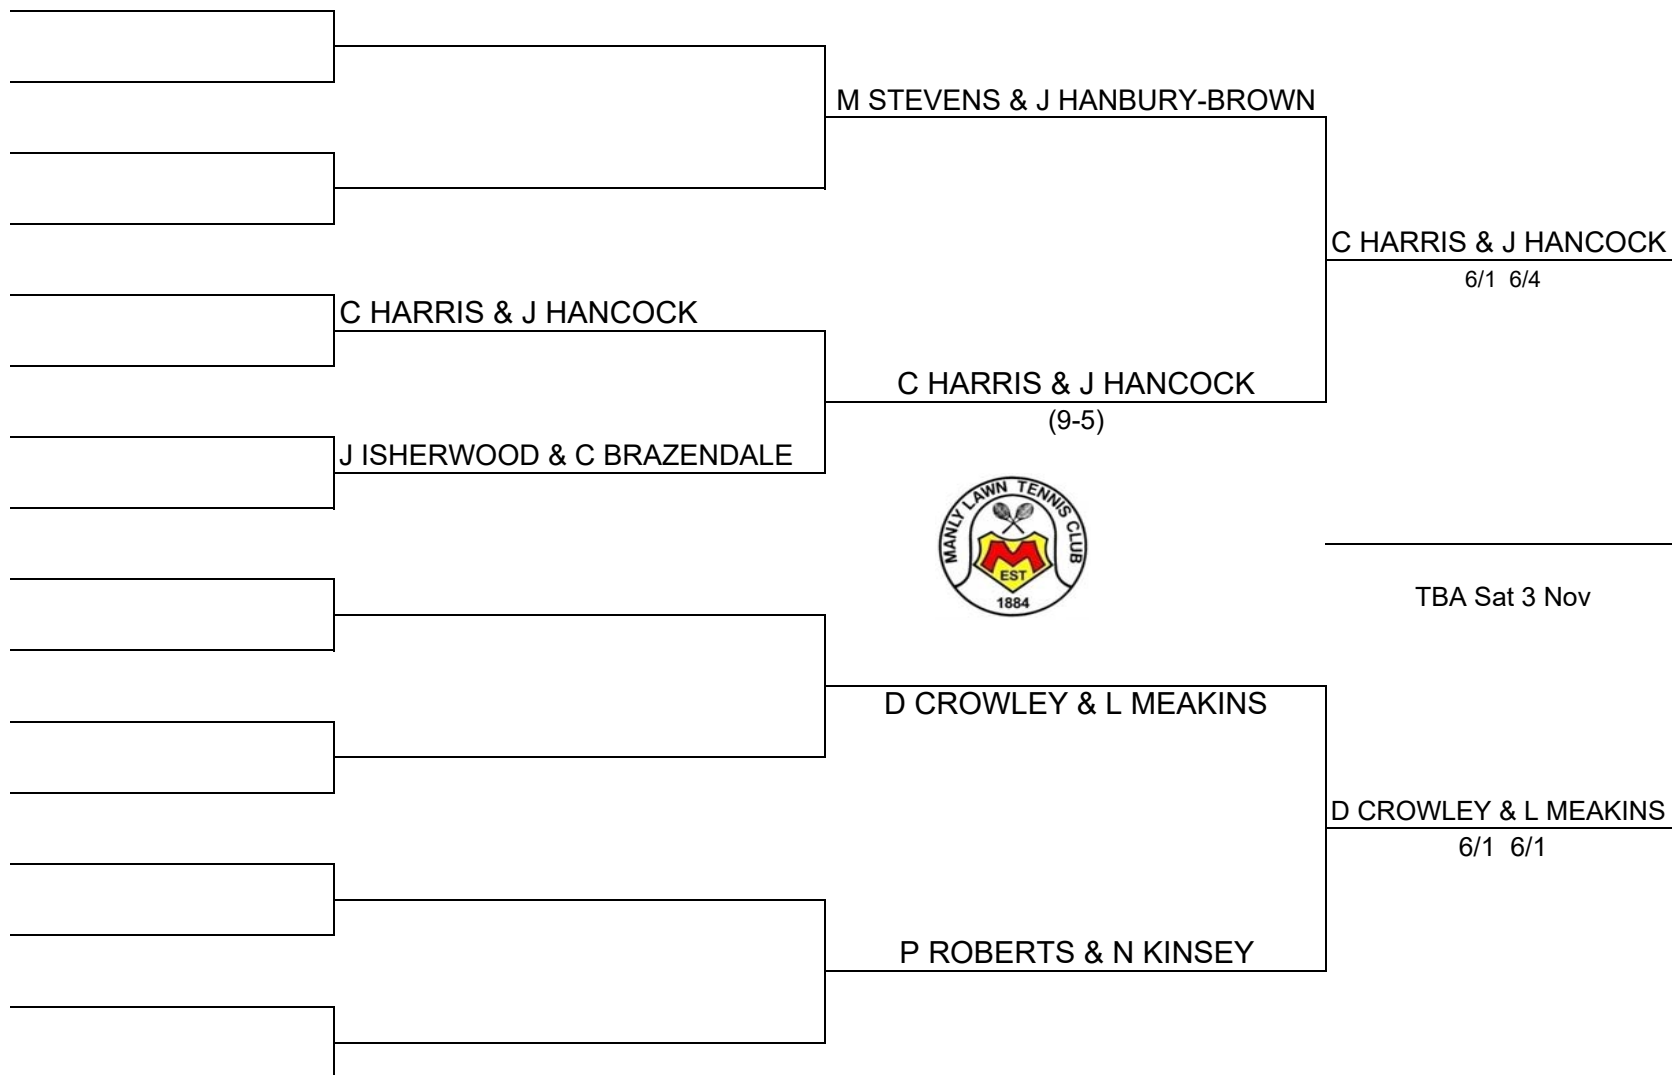 M STEVENS & J HANBURY-BROWN
C HARRIS & J HANCOCK
6/1 6/4
C HARRIS & J HANCOCK
C HARRIS & J HANCOCK
(9-5)
J ISHERWOOD & C BRAZENDALE
MANLY LAWN TENNIS CLUB
M
EST
1884
TBA Sat 3 Nov
D CROWLEY & L MEAKINS
D CROWLEY & L MEAKINS
6/1 6/1
P ROBERTS & N KINSEY